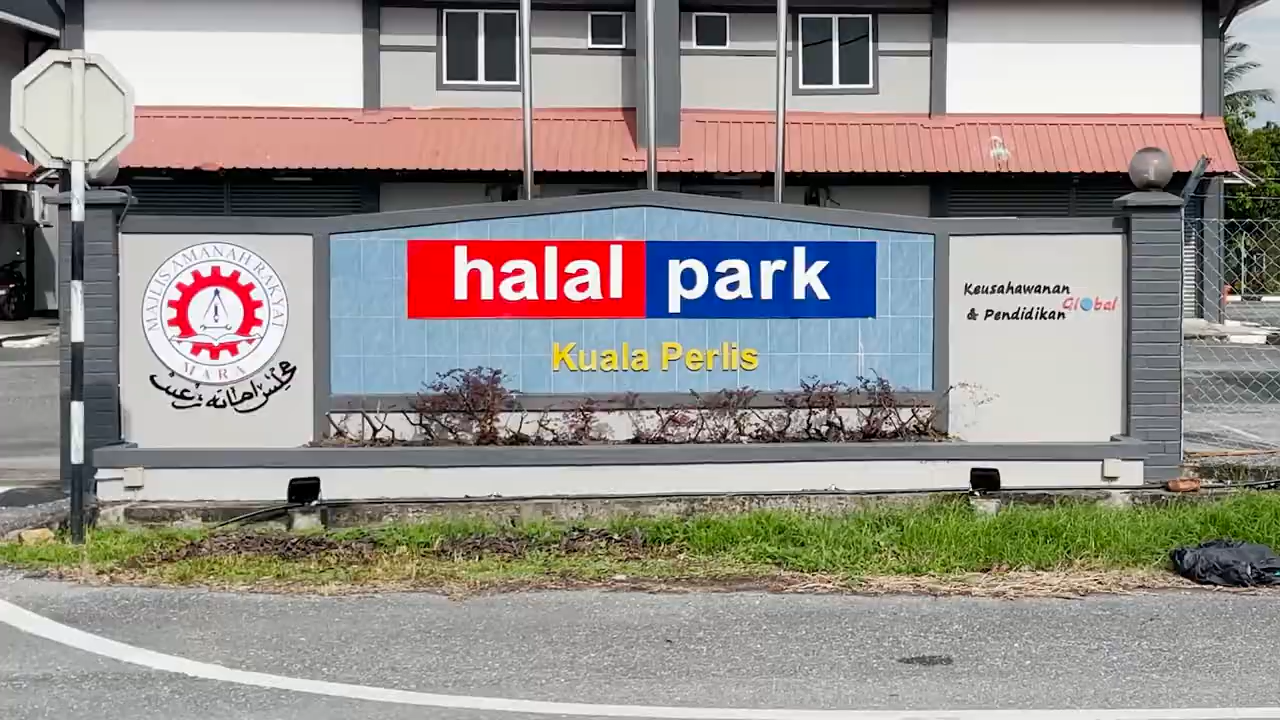 MAJLIS AMANAH RAKYAT
MARA
مجلس امانه رعيت
halal park
Kuala Perlis
Keusahawanan
& Pendidikan Global